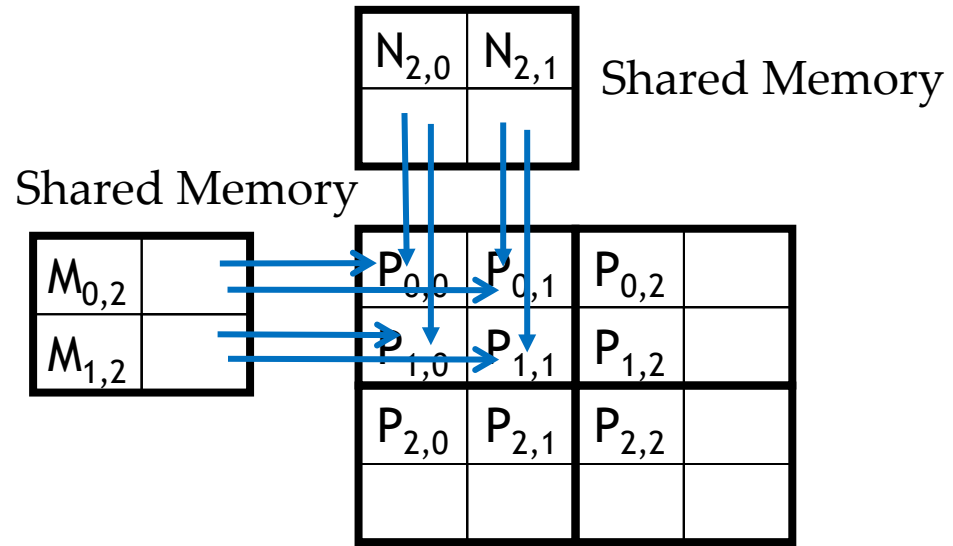 N2,0 N2,1
Shared Memory
Shared Memory
M0,2
M1,2
P0,0 P0,1 P0,2
P1,0 P1,1 P1,2
P2,0 P2,1 P2,2